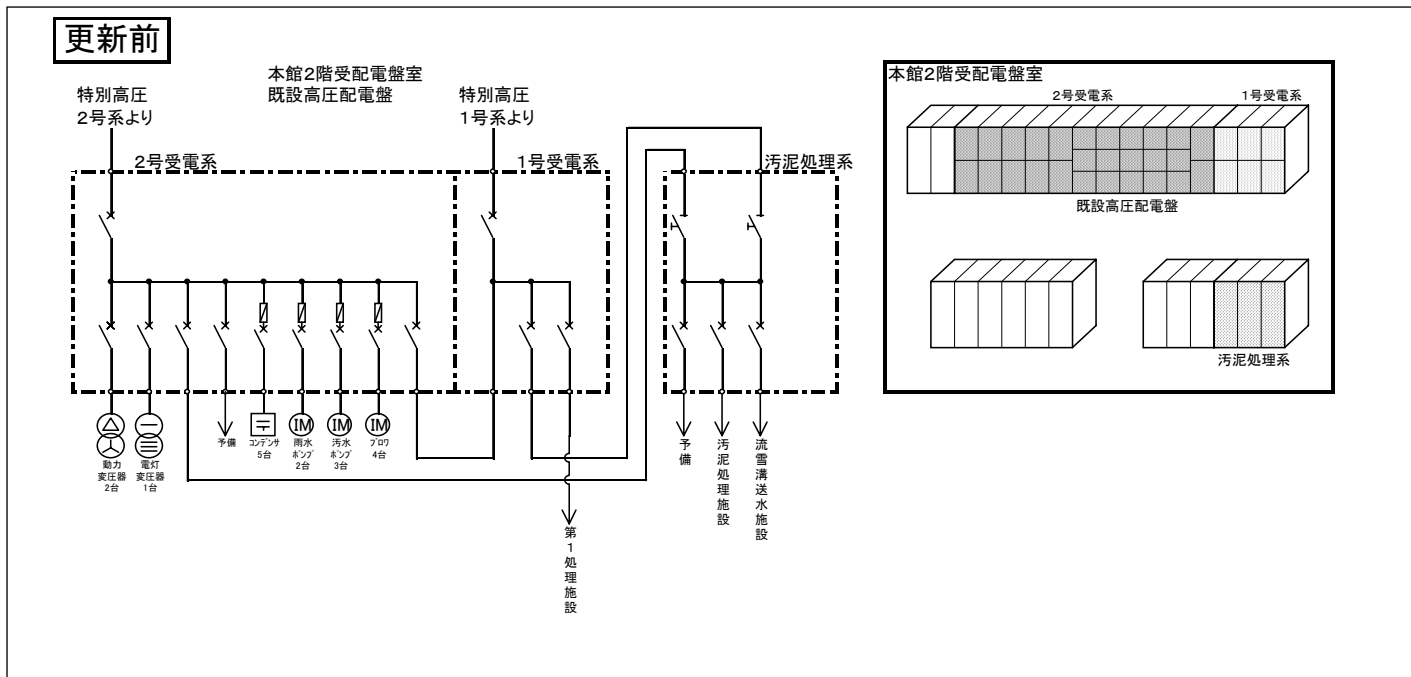 更新前
本館2階受配電盤室
既設高圧配電盤
特別高圧
2号系より
特別高圧
1号系より
2号受電系
1号受電系
汚泥処理系
動力
変圧器
2台
電灯
変圧器
1台
予備
コンデンサ
5台
IM
雨水
ポンプ
2台
IM
汚水
ポンプ
3台
IM
ブロワ
4台
第1処理施設
予備
汚泥処理施設
流雪溝送水施設
本館2階受配電盤室
2号受電系
1号受電系
既設高圧配電盤
汚泥処理系